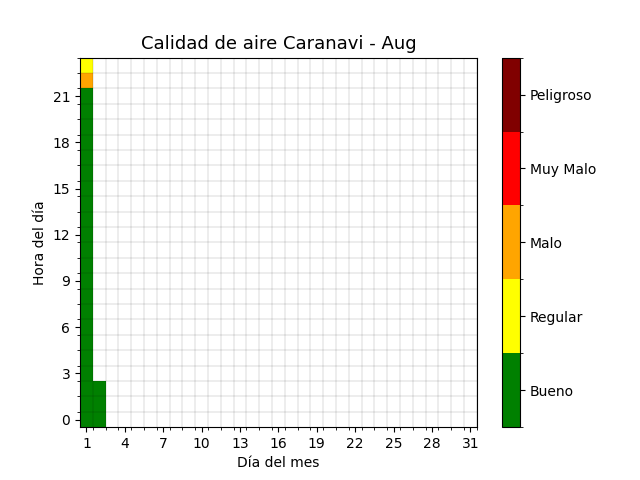 Calidad de aire Caranavi - Aug
Hora del día
21
18
15
12
9
6
3
0
1 4 7 10 13 16 19 22 25 28 31
Día del mes
Peligroso
Muy Malo
Malo
Regular
Bueno